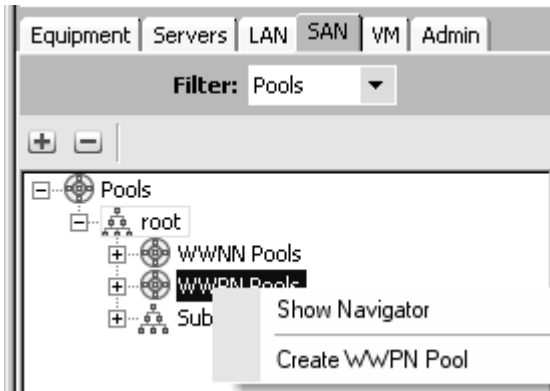 Equipment Servers LAN SAN VM Admin
Filter: Pools
Pools
root
WWNN Pools
WWPN Pools
Sub
Show Navigator
Create WWPN Pool